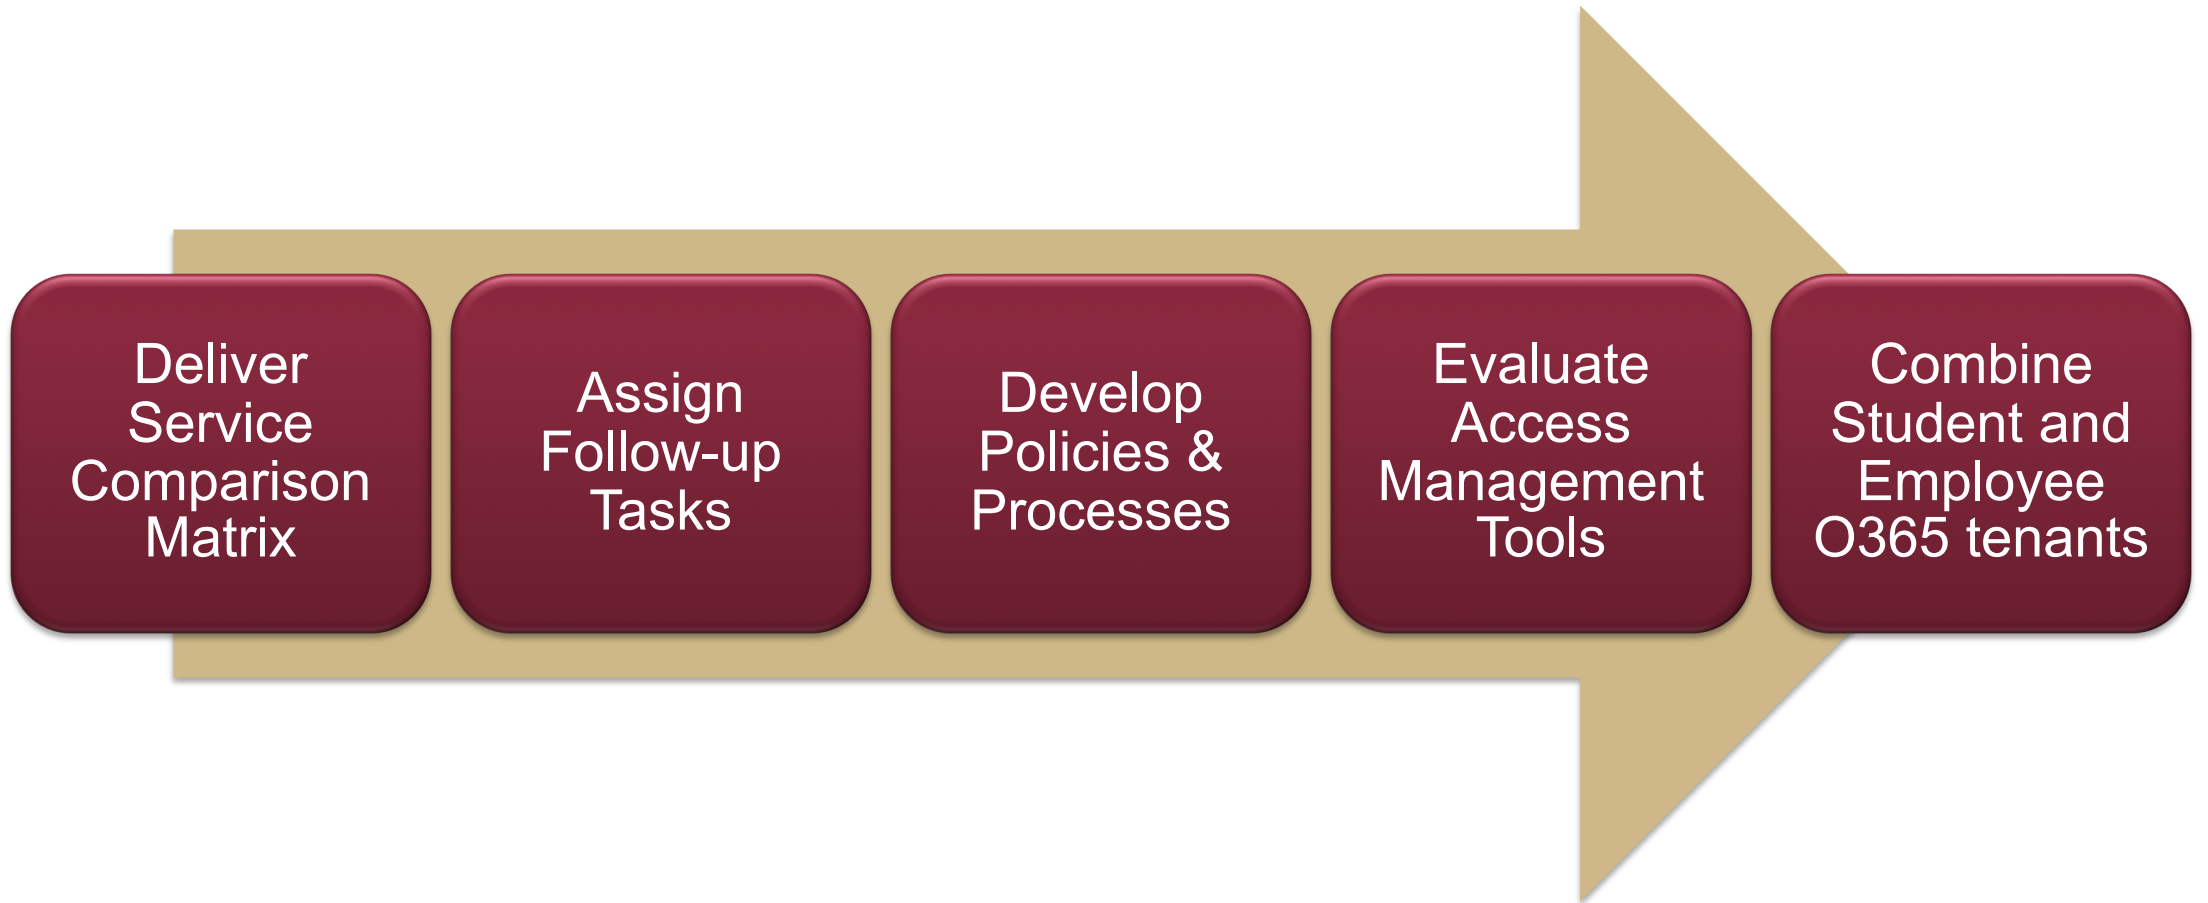 Deliver
Service
Comparison
Matrix
Assign
Follow-up
Tasks
Develop
Policies &
Processes
Evaluate
Access
Management
Tools
Combine
Student and
Employee
O365 tenants